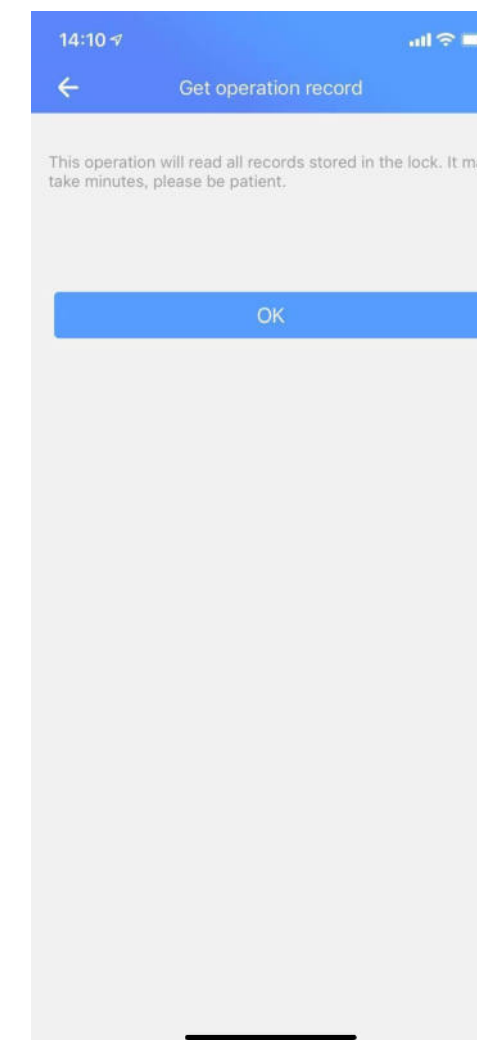 14:10
Get operation record
This operation will read all records stored in the lock. It m
take minutes, please be patient.
OK